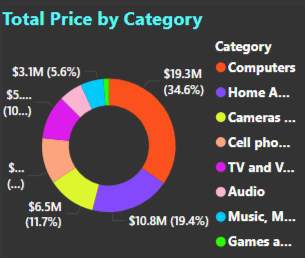 Total Price by Category
$3.1M (5.6%)
$19.3M
(34.6%)
$5....
(10...)
$...
(...)
$6.5M
(11.7%)
$10.8M (19.4%)
Category
Computers
Home A...
Cameras ...
Cell pho...
TV and V...
Audio
Music, M...
Games a...